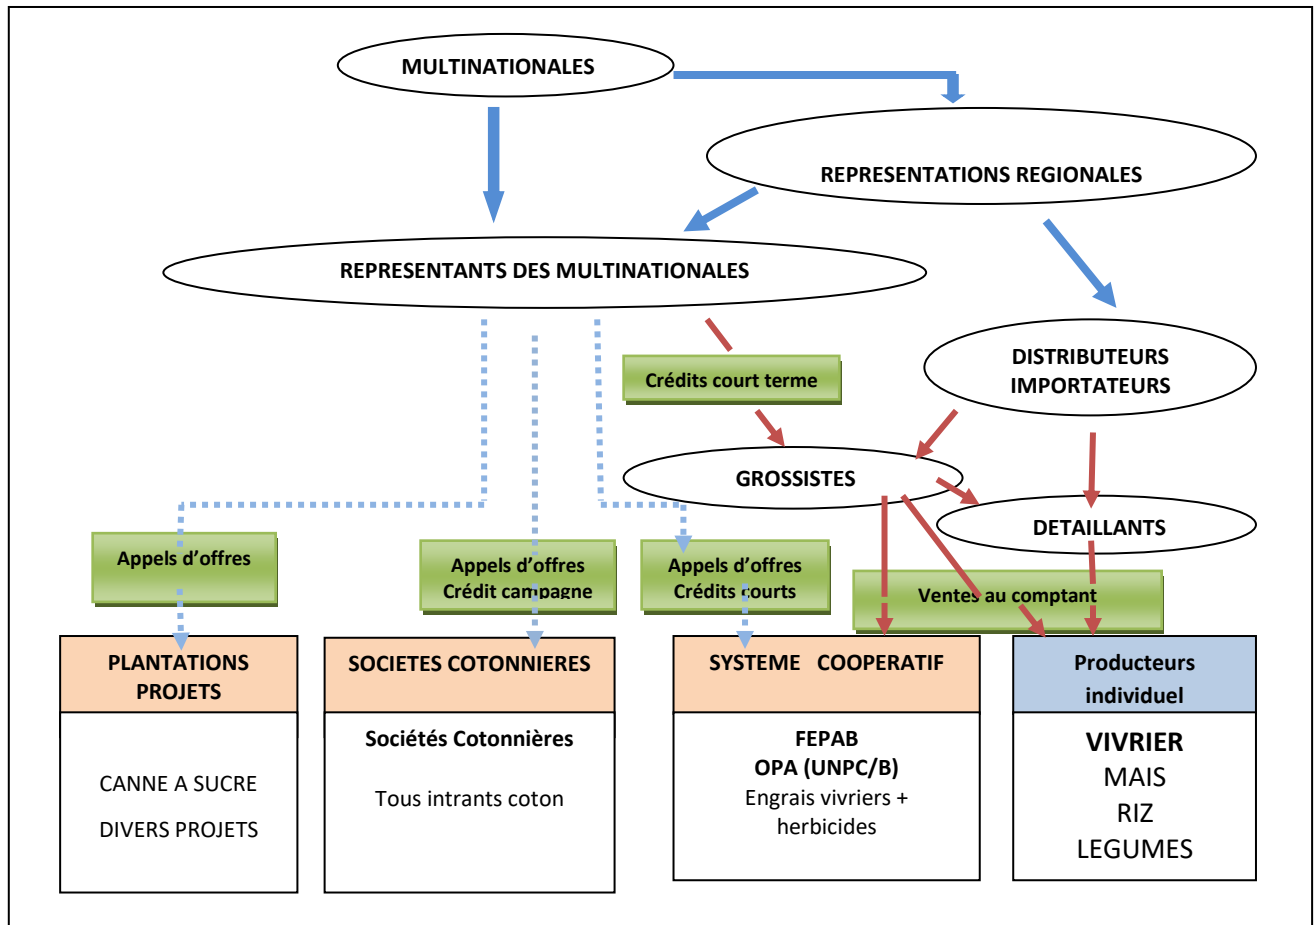 MULTINATIONALES
REPRESENTATIONS REGIONALES
REPRESENTANTS DES MULTINATIONALES
DISTRIBUTEURS
IMPORTATEURS
Crédits court terme
GROSSISTES
DETAILLANTS
Appels d’offres
Appels d’offres
Crédit campagne
Appels d’offres
Crédits courts
Ventes au comptant
PLANTATIONS
PROJETS
CANNE A SUCRE
DIVERS PROJETS
SOCIETES COTONNIERES
Sociétés Cotonnières
Tous intrants coton
SYSTEME COOPERATIF
FEPAB
OPA (UNPC/B)
Engrais vivriers +
herbicides
Producteurs
individuel
VIVRIER
MAIS
RIZ
LEGUMES